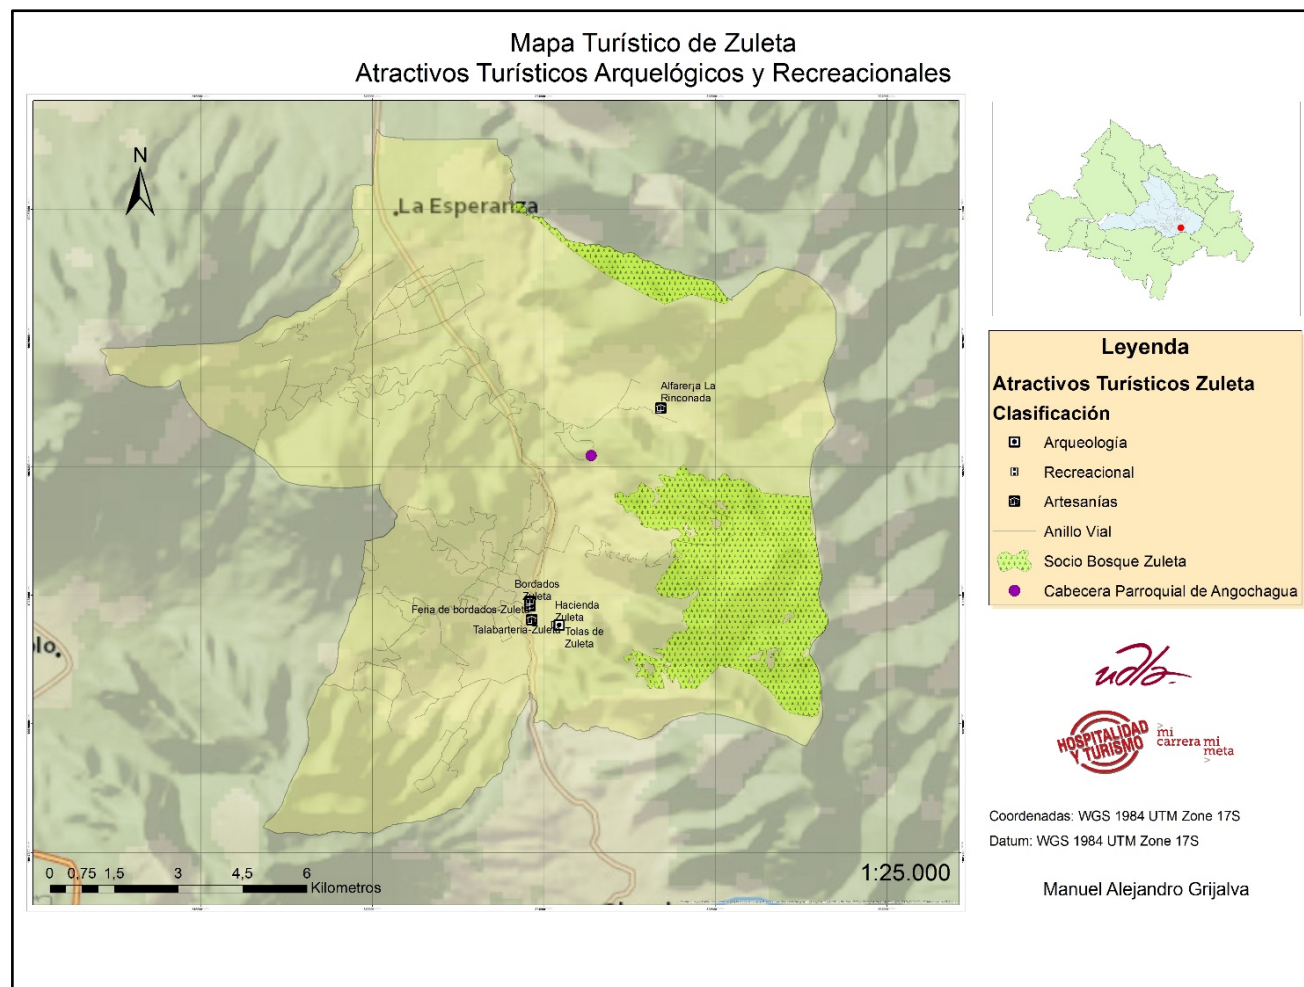 Mapa Turístico de Zuleta
Atractivos Turísticos Arquelógicos y Recreacionales
N
La Esperanza
Alfarerja La
Rinconada
Bordados
Zuleta
Feria de bordados-Zuleta
Hacienda
Zuleta
Talabarteria-Zuleta
Tolas de
Zuleta
olo
0 0,75 1,5 3 4,5 6
Kilometros
1:25.000
Leyenda
Atractivos Turísticos Zuleta
Clasificación
Arqueología
Recreacional
Artesanías
Anillo Vial
Socio Bosque Zuleta
Cabecera Parroquial de Angochagua
udla-
HOSPITALIDAD
Y TURISMO
mi
carrera mi
meta
Coordenadas: WGS 1984 UTM Zone 17S
Datum: WGS 1984 UTM Zone 17S
Manuel Alejandro Grijalva